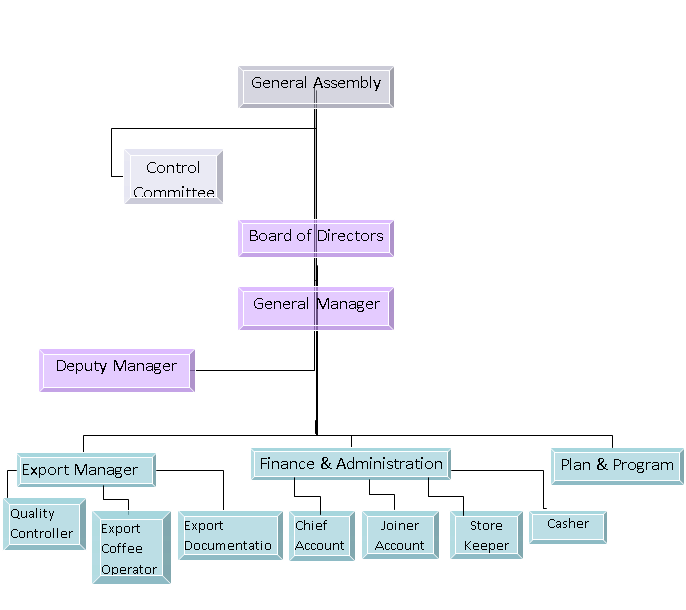 General Assembly
Control
Committee
Board of Directors
General Manager
Deputy Manager
Export Manager
Finance & Administration
Plan & Program
Quality
Controller
Export
Coffee
Operator
Export
Documentatio
Chief
Account
Joiner
Account
Store
Keeper
Casher